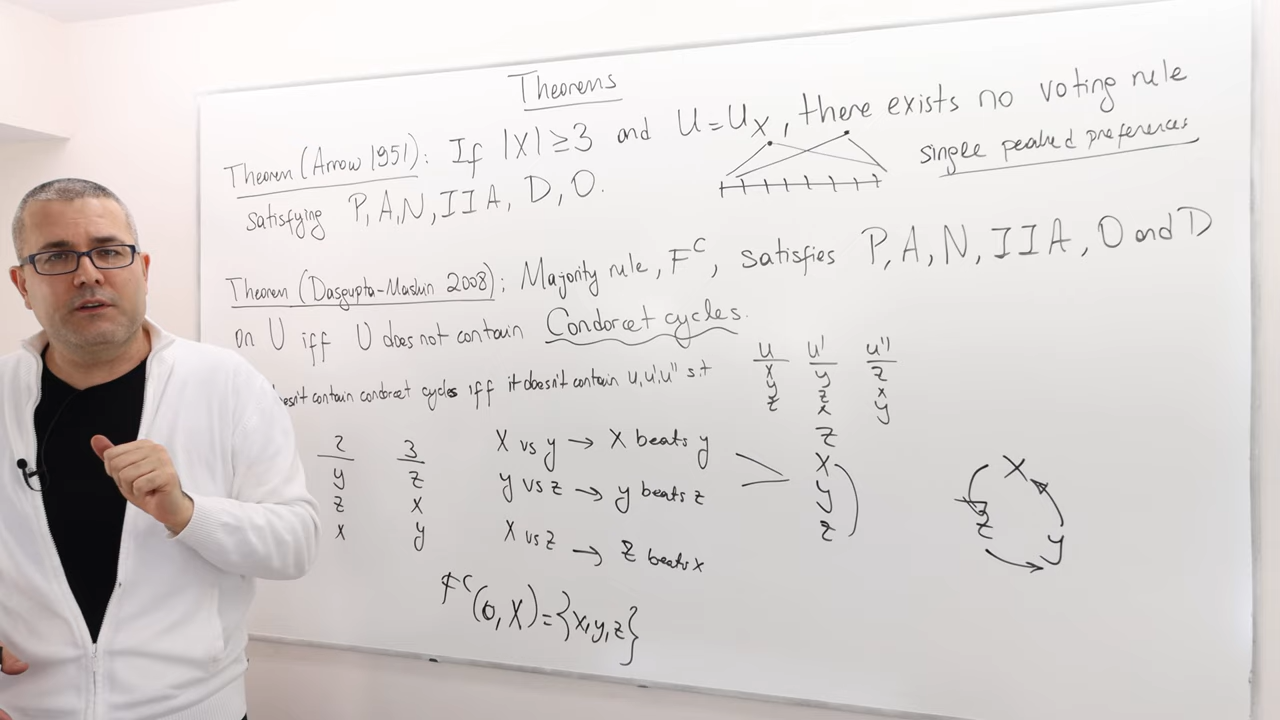 Theorems
Theorem (Arrow 1951): If |X| ≥ 3 and U = U_X, there exists no voting rule
satisfying P, A, N, IIA, D, O.
single peaked preferences
Theorem (Dasgupta-Maskin 2008): Majority rule, F^C, satisfies P, A, N, IIA, O and D
on U iff U does not contain Condorcet cycles.
esn't contain condorcet cycles iff it doesn't contain u, u', u'' s.t
u u' u''
x y z
y z x
z x y
2 3
y z
z x
x y
X vs y → X beats y
y vs z → y beats z
X vs z → Z beats x
z
x
y
z
X
z
y
F^C(O, X) = {x, y, z}